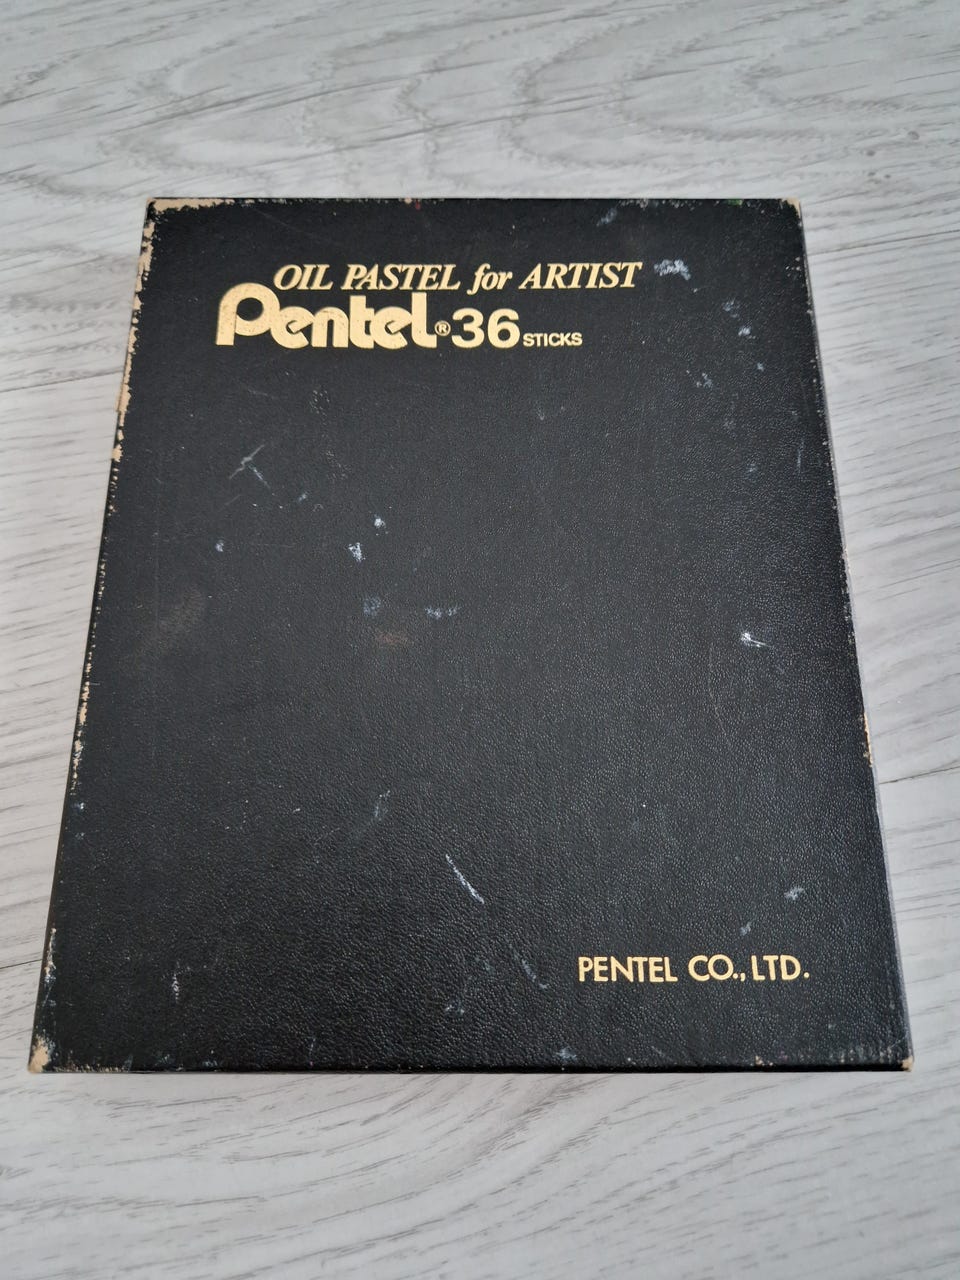 OIL PASTEL for ARTIST
Pentel® 36 STICKS
PENTEL CO., LTD.